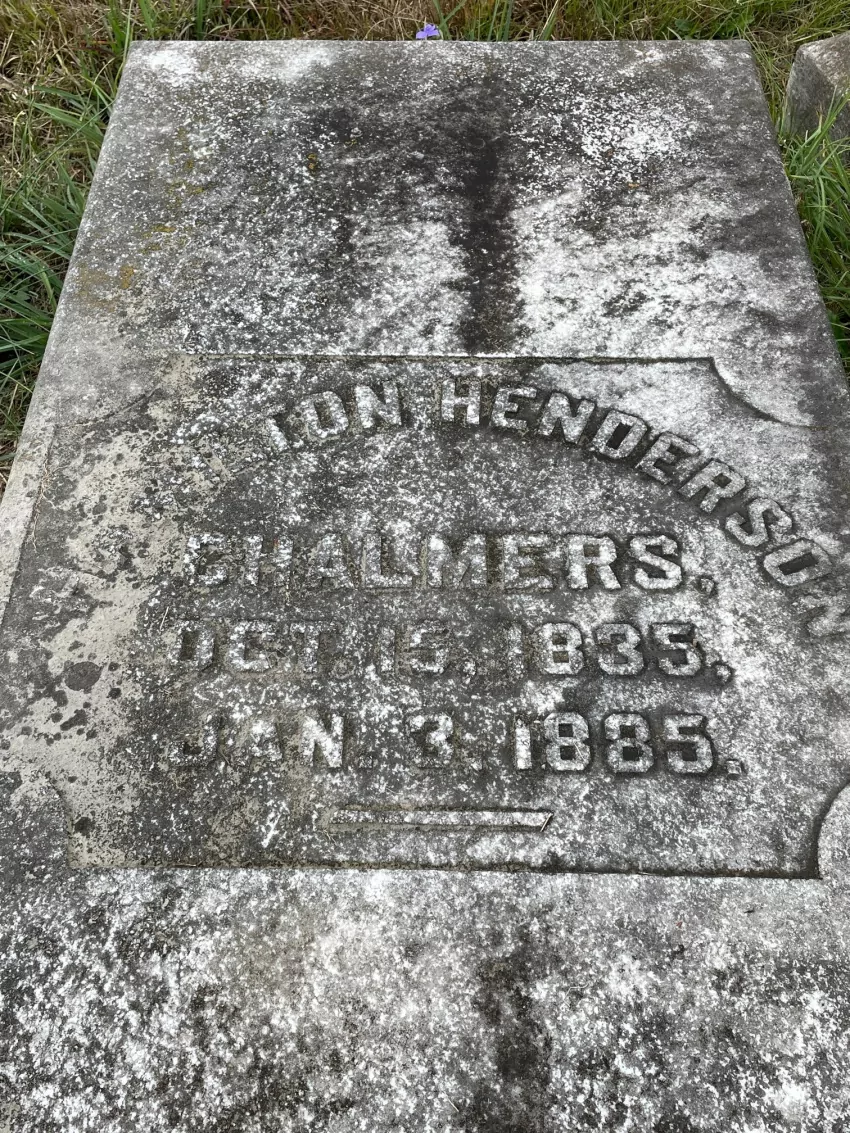 HENDERSON
CHALMERS,
OCT. 15, 1835,
JAN. 3, 1885.